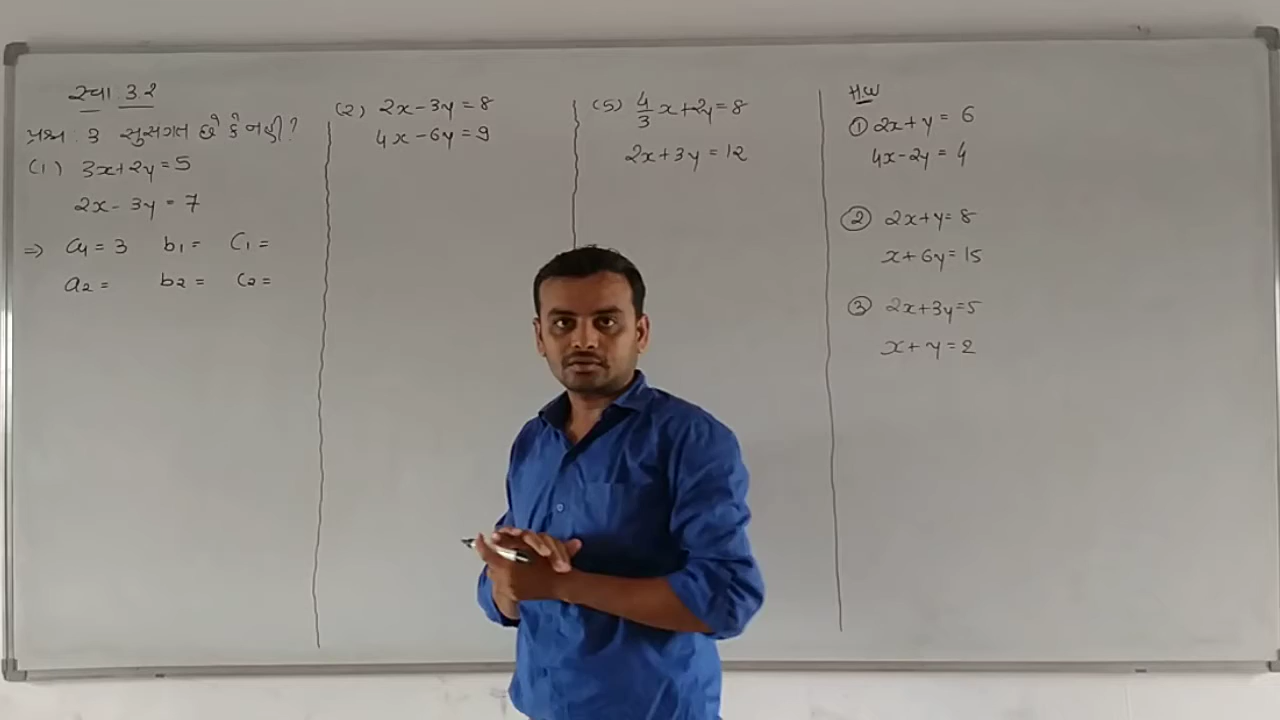 સ્વા. 3.2
પ્રશ્ન : 3 સુસંગત છે કે નહી?
(1) 3x+2y=5
2x-3y=7
⇒ a₁=3 b₁= C₁=
a₂= b₂= C₂=
(2) 2x-3y=8
4x-6y=9
(5) 4/3 x+2y=8
2x+3y=12
H.W
① 2x+y=6
4x-2y=4
② 2x+y=8
x+6y=15
③ 2x+3y=5
x+y=2